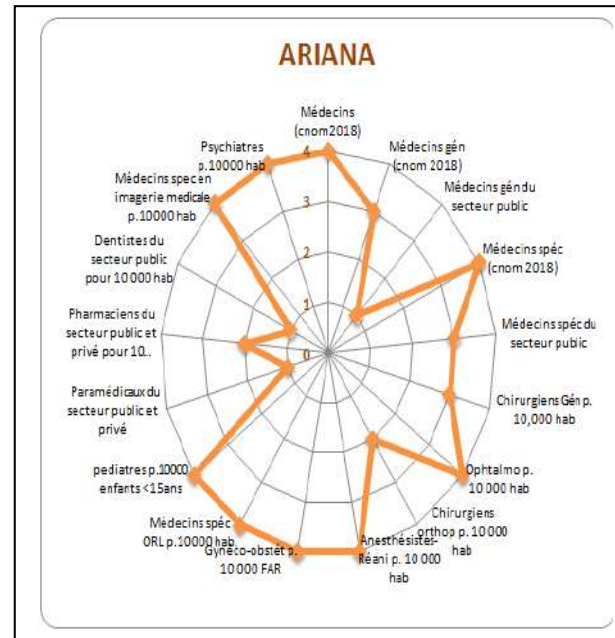 ARIANA
Médecins
(cnom2018)
Médecins gén
(cnom 2018)
Médecins gén du
secteur public
Médecins spéc
(cnom 2018)
Médecins spéc du
secteur public
Chirurgiens Gén p.
10,000 hab
Ophtalmo p.
10 000 hab
Chirurgiens
orthop p. 10 000
hab
Anesthésistes-
Réani p. 10 000
hab
Gynéco-obstét p.
10 000 FAR
Médecins spéc
ORL p.10000 hab
pediatres p.10000
enfants <15ans
Paramédicaux du
secteur public et
privé
Pharmaciens du
secteur public et
privé pour 10..
Dentistes du
secteur public
pour 10 000 hab
Médecins spec en
imagerie medicale
p.10000 hab
Psychiatres
p.10000 hab
4
3
2
1
0